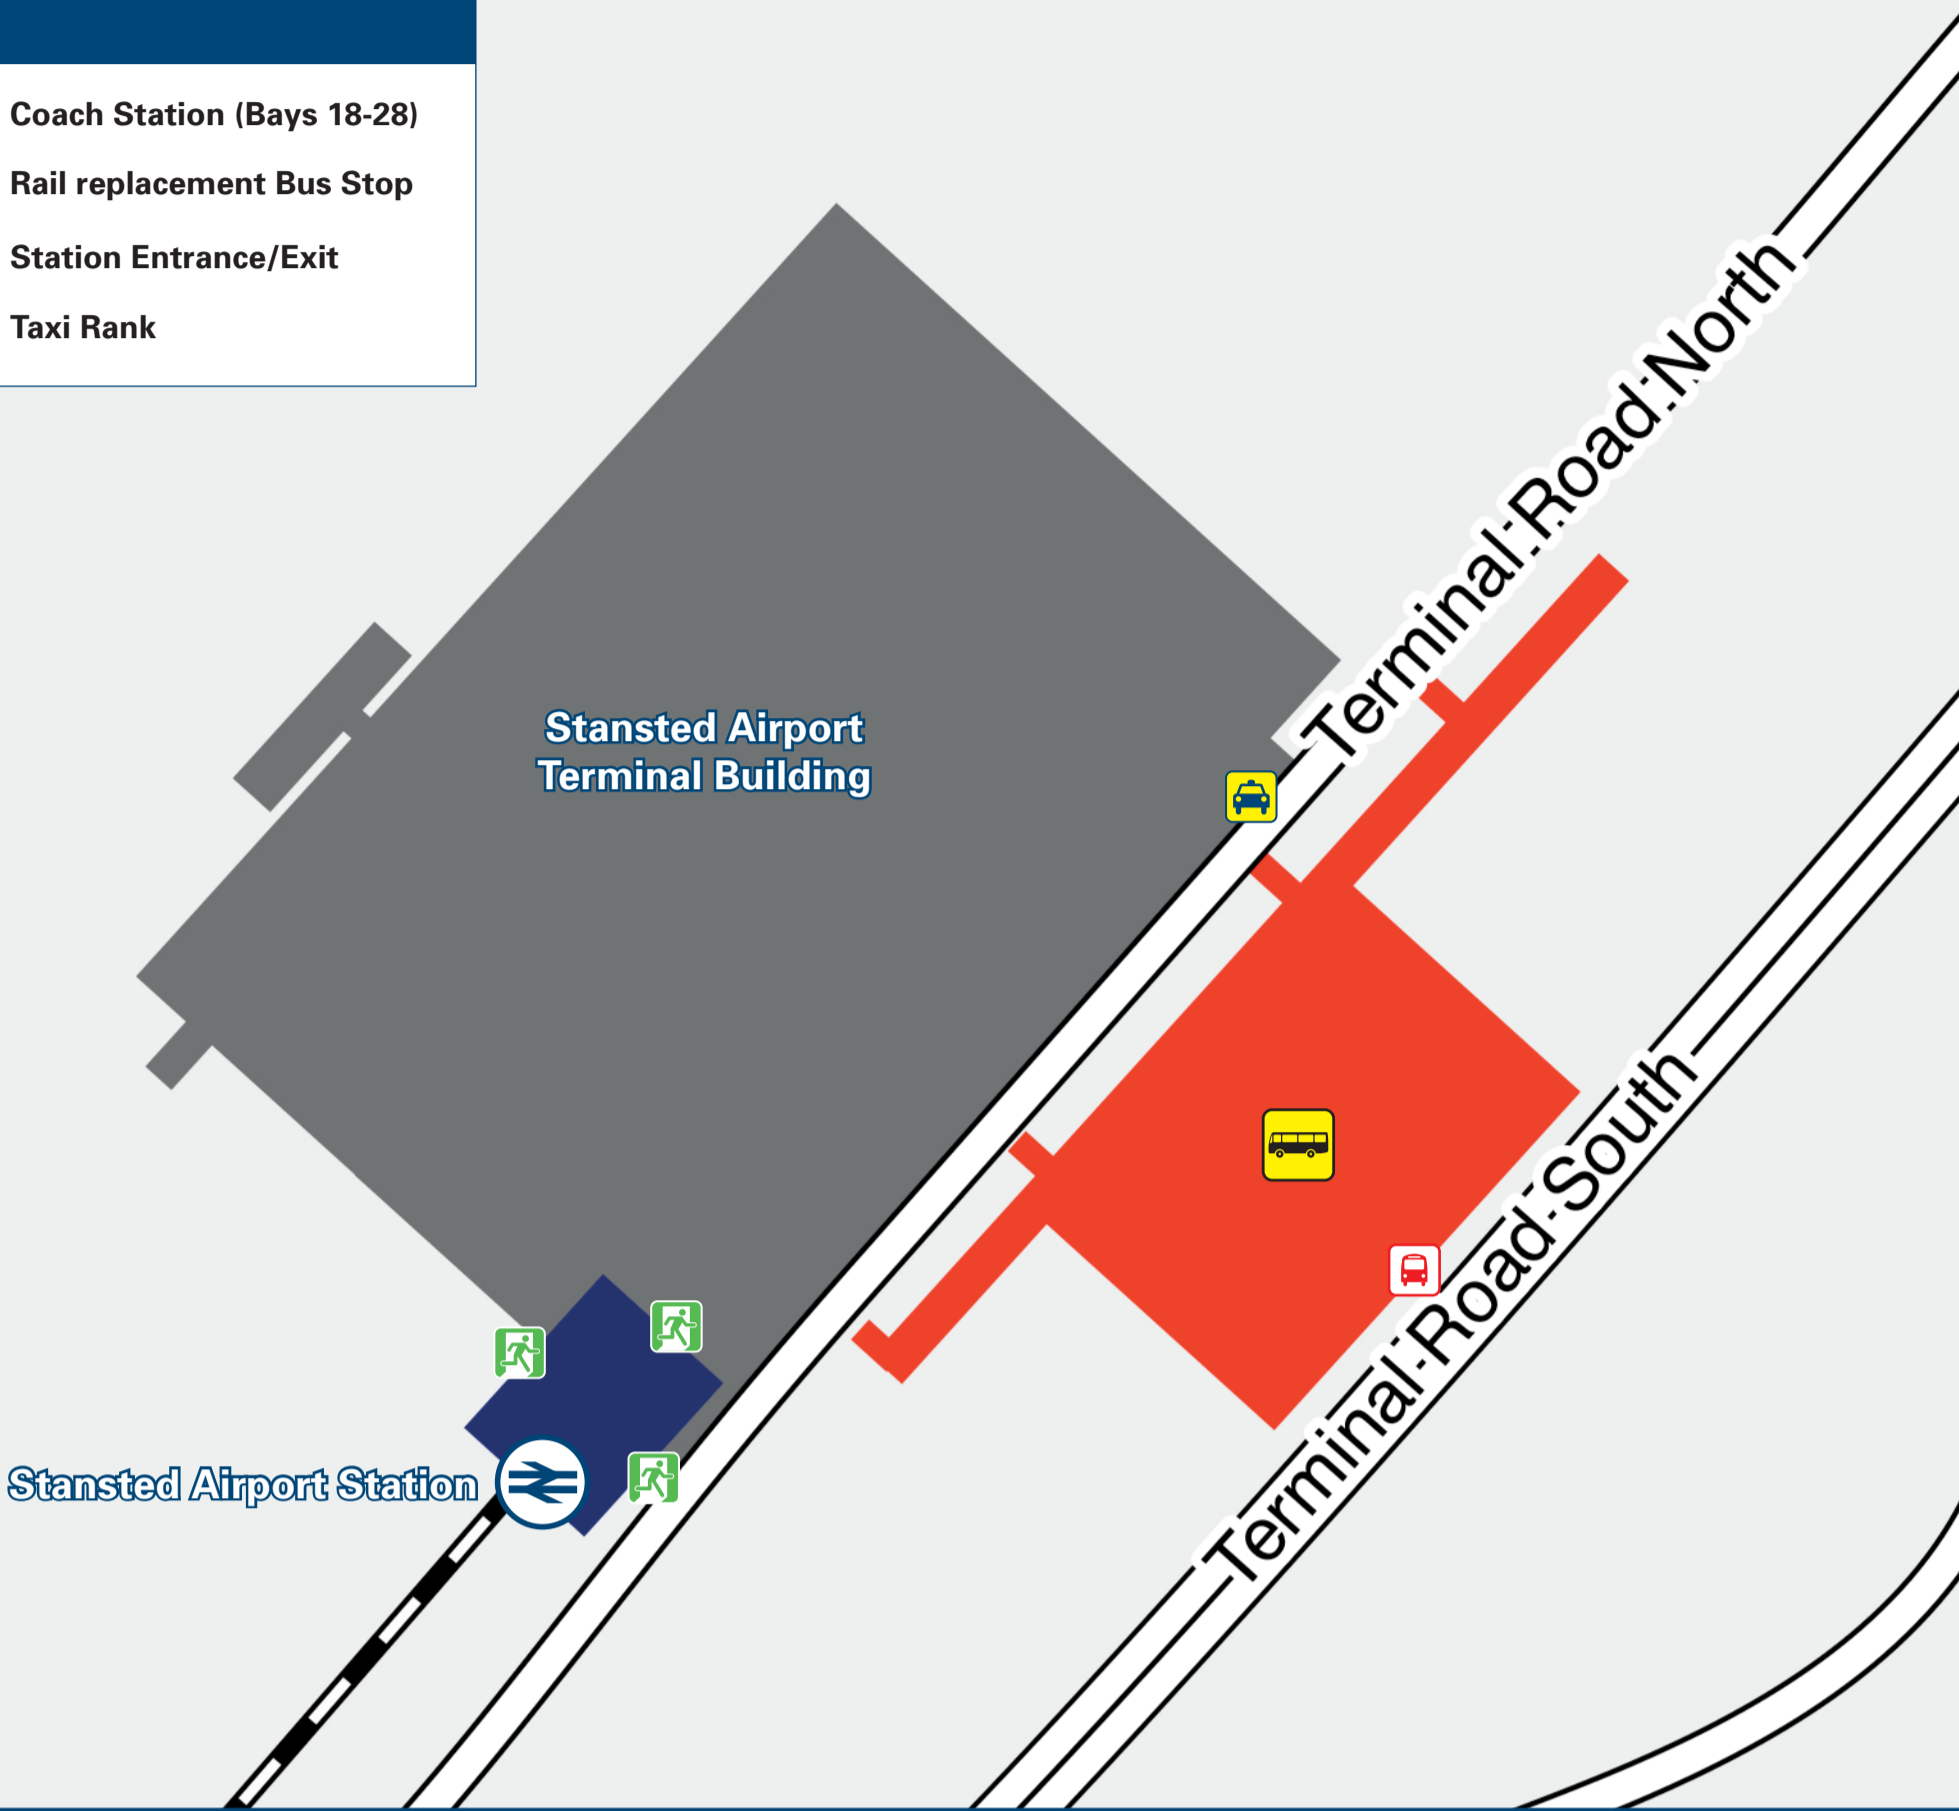 Coach Station (Bays 18-28)
Rail replacement Bus Stop
Station Entrance/Exit
Taxi Rank
Terminal Road North
Stansted Airport
Terminal Building
Terminal Road South
Stansted Airport Station